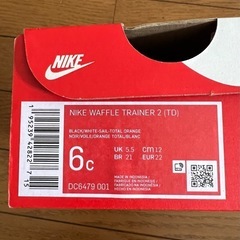 NIKE
NIKE WAFFLE TRAINER 2 (TD)
BLACK/WHITE-SAIL-TOTAL ORANGE
NOIR/VOILE/ORANGE TOTAL/BLANC
6C
UK 5.5
CM 12
BR 21
EUR 22
DC6479 001
MADE IN INDONESIA